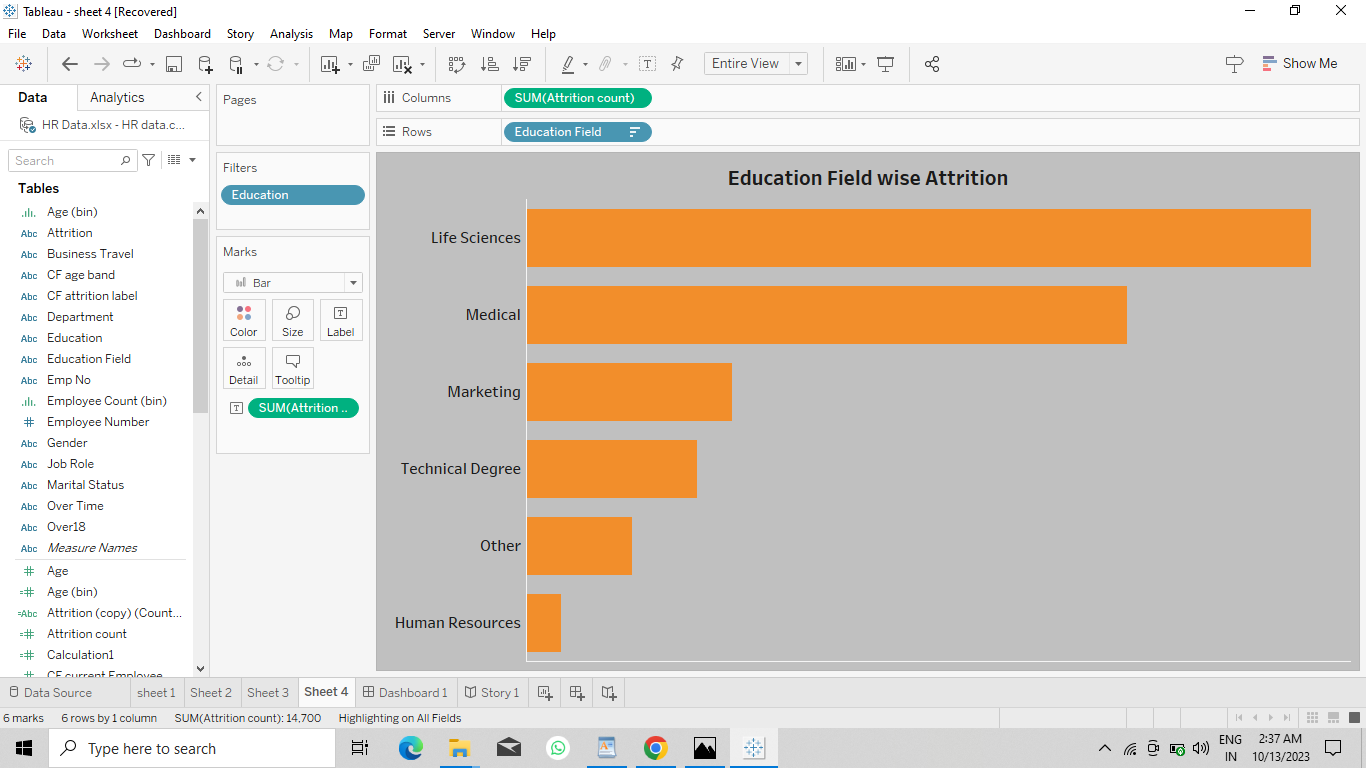 Tableau - sheet 4 [Recovered]
File Data Worksheet Dashboard Story Analysis Map Format Server Window Help
Entire View
Show Me
Data Analytics
HR Data.xlsx - HR data.c...
Search
Tables
Age (bin)
Attrition
Business Travel
CF age band
CF attrition label
Department
Education
Education Field
Emp No
Employee Count (bin)
Employee Number
Gender
Job Role
Marital Status
Over Time
Over18
Measure Names
Age
Age (bin)
Attrition (copy) (Count...
Attrition count
Calculation1
CF current Employee
Pages
Filters
Education
Marks
Bar
Color Size Label
Detail Tooltip
SUM(Attrition ..
Columns SUM(Attrition count)
Rows Education Field
Education Field wise Attrition
Life Sciences
Medical
Marketing
Technical Degree
Other
Human Resources
Data Source sheet 1 Sheet 2 Sheet 3 Sheet 4 Dashboard 1 Story 1
6 marks 6 rows by 1 column SUM(Attrition count): 14,700 Highlighting on All Fields
Type here to search
ENG
IN
2:37 AM
10/13/2023